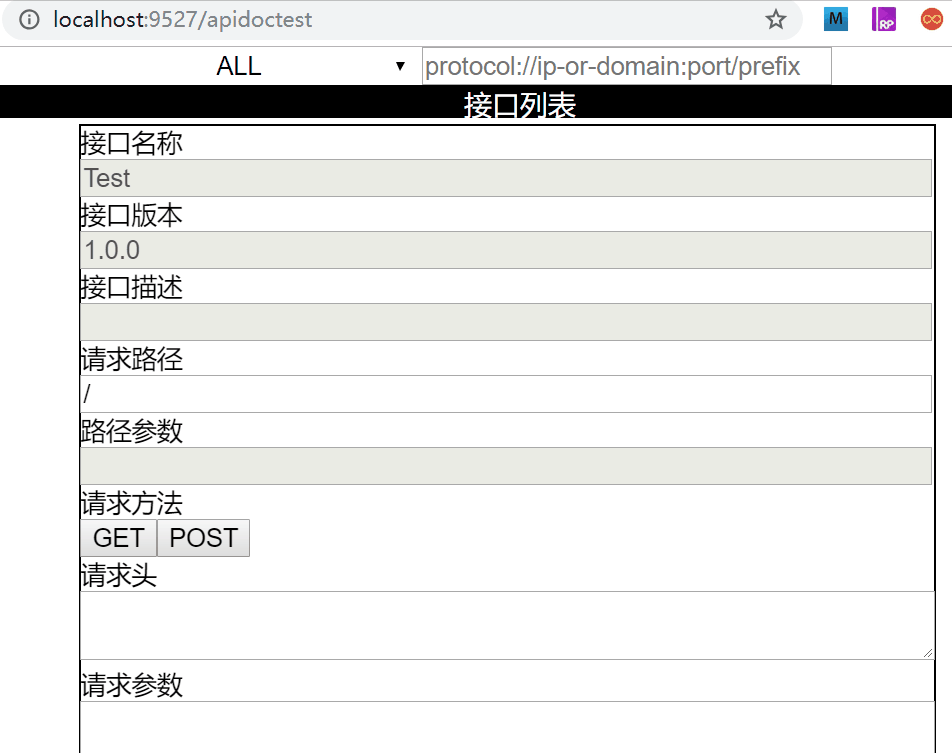 localhost:9527/apidoctest
M
RP
ALL
protocol://ip-or-domain:port/prefix
接口列表
接口名称
Test
接口版本
1.0.0
接口描述
请求路径
/
路径参数
请求方法
GET POST
请求头
请求参数